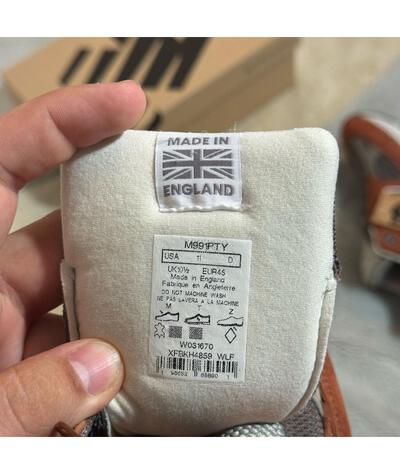 MADE IN
ENGLAND
M991PTY
USA 11 D
UK10½ EUR45
Made in England
Fabriqué en Angleterre
DO NOT MACHINE WASH
NE PAS LAVER A LA MACHINE
M T Z
W031670
XFBKH4859 WLF